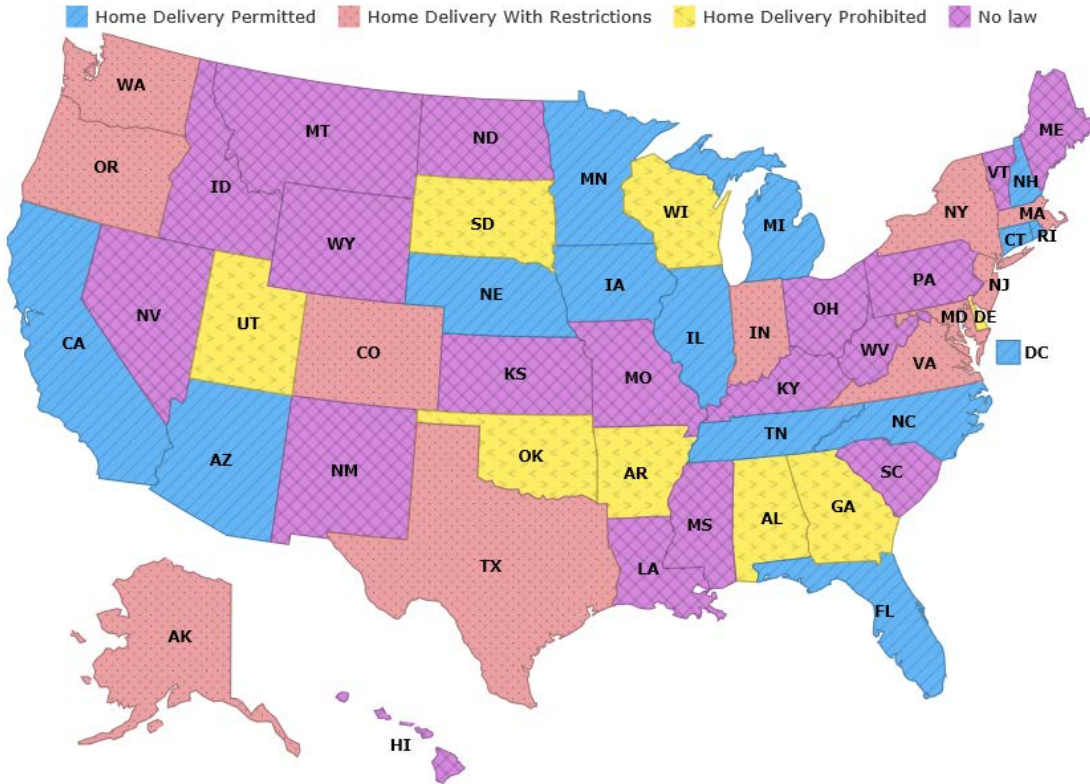 Home Delivery Permitted Home Delivery With Restrictions Home Delivery Prohibited No law
WA
MT
ND
ME
OR
ID
MN
VT
NH
SD
WI
NY
MA
WY
MI
CT
RI
NE
IA
PA
NJ
NV
UT
OH
CA
CO
IL
IN
MD
DE
WV
DC
KS
MO
VA
KY
AZ
TN
NC
NM
OK
AR
SC
MS
AL
GA
TX
LA
FL
AK
HI